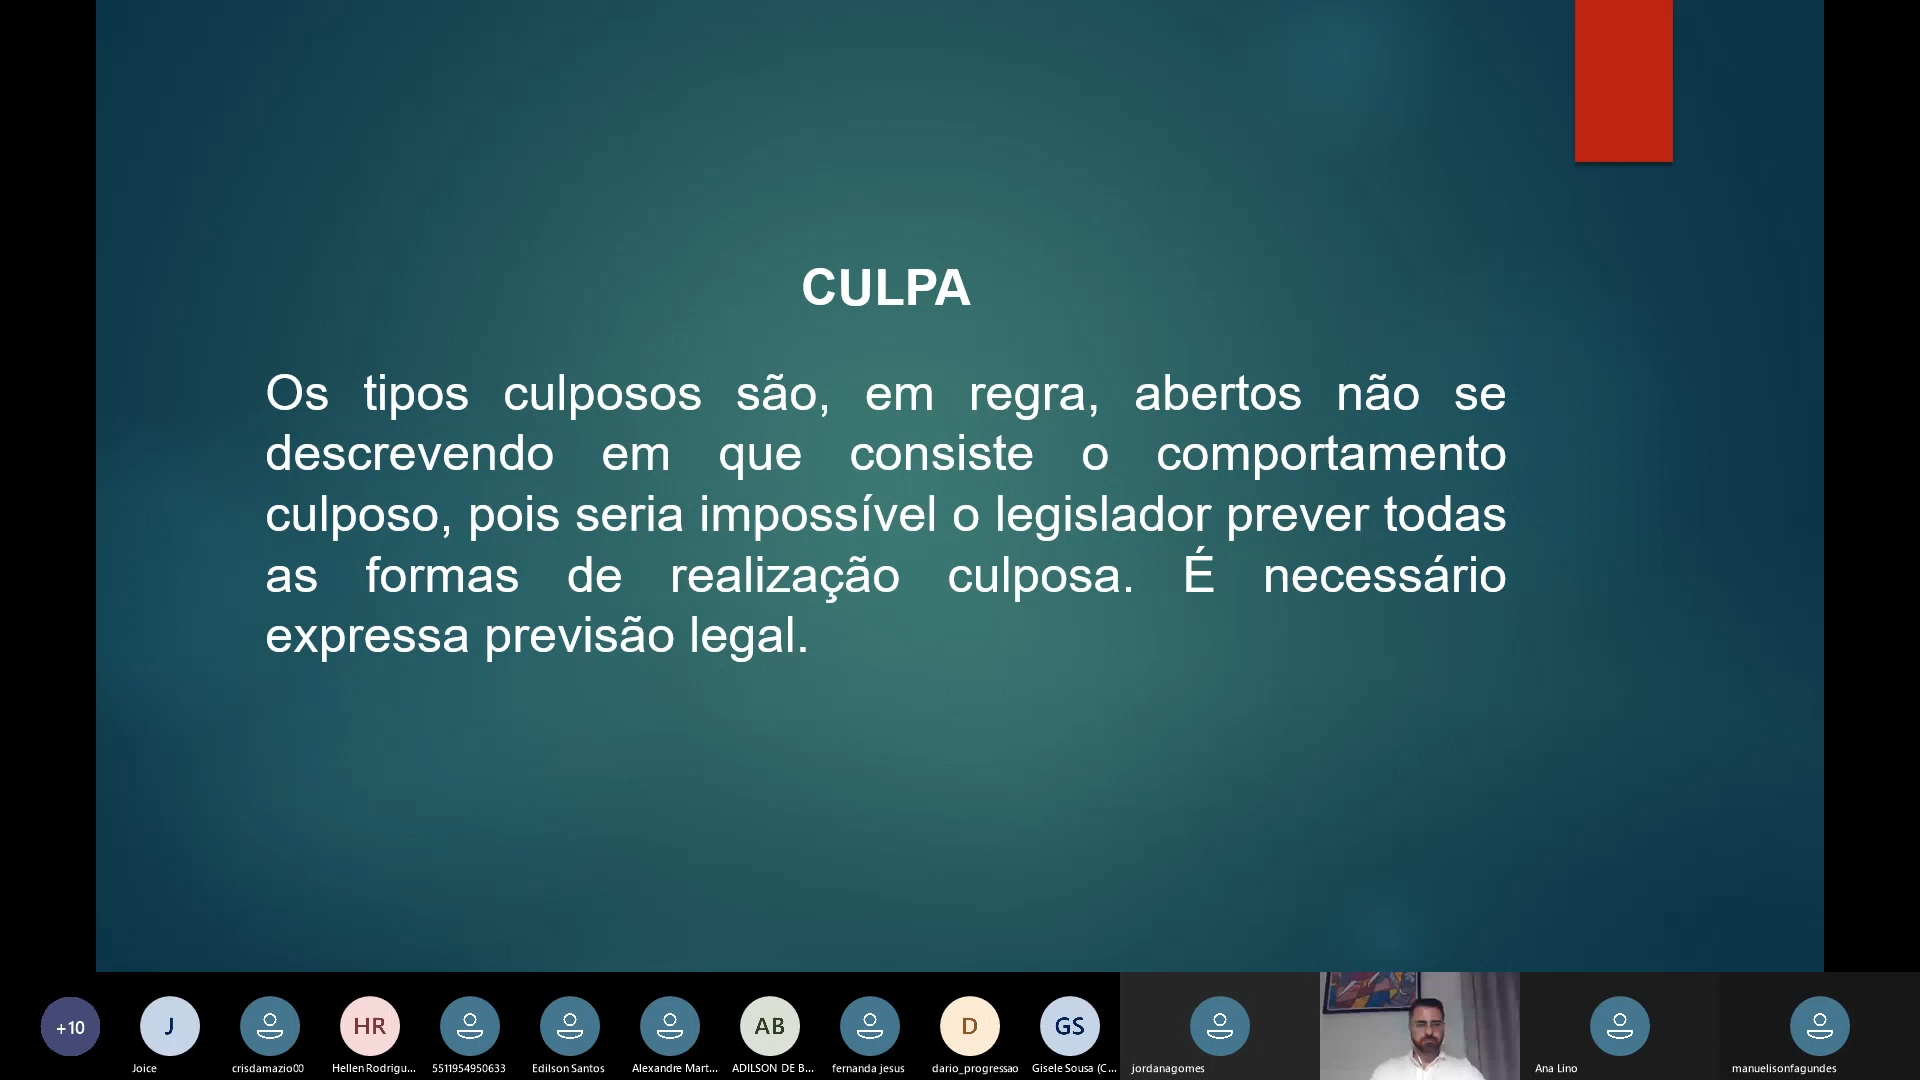 CULPA
Os tipos culposos são, em regra, abertos não se
descrevendo em que consiste o comportamento
culposo, pois seria impossível o legislador prever todas
as formas de realização culposa. É necessário
expressa previsão legal.
+10
J
HR
AB
D
GS
Joice
crisdamazio00
Hellen Rodrigu...
5511954950633
Edilson Santos
Alexandre Mart...
ADILSON DE B...
fernanda jesus
dario_progressao
Gisele Sousa (C...
jordanagomes
Ana Lino
manuelisonfagundes